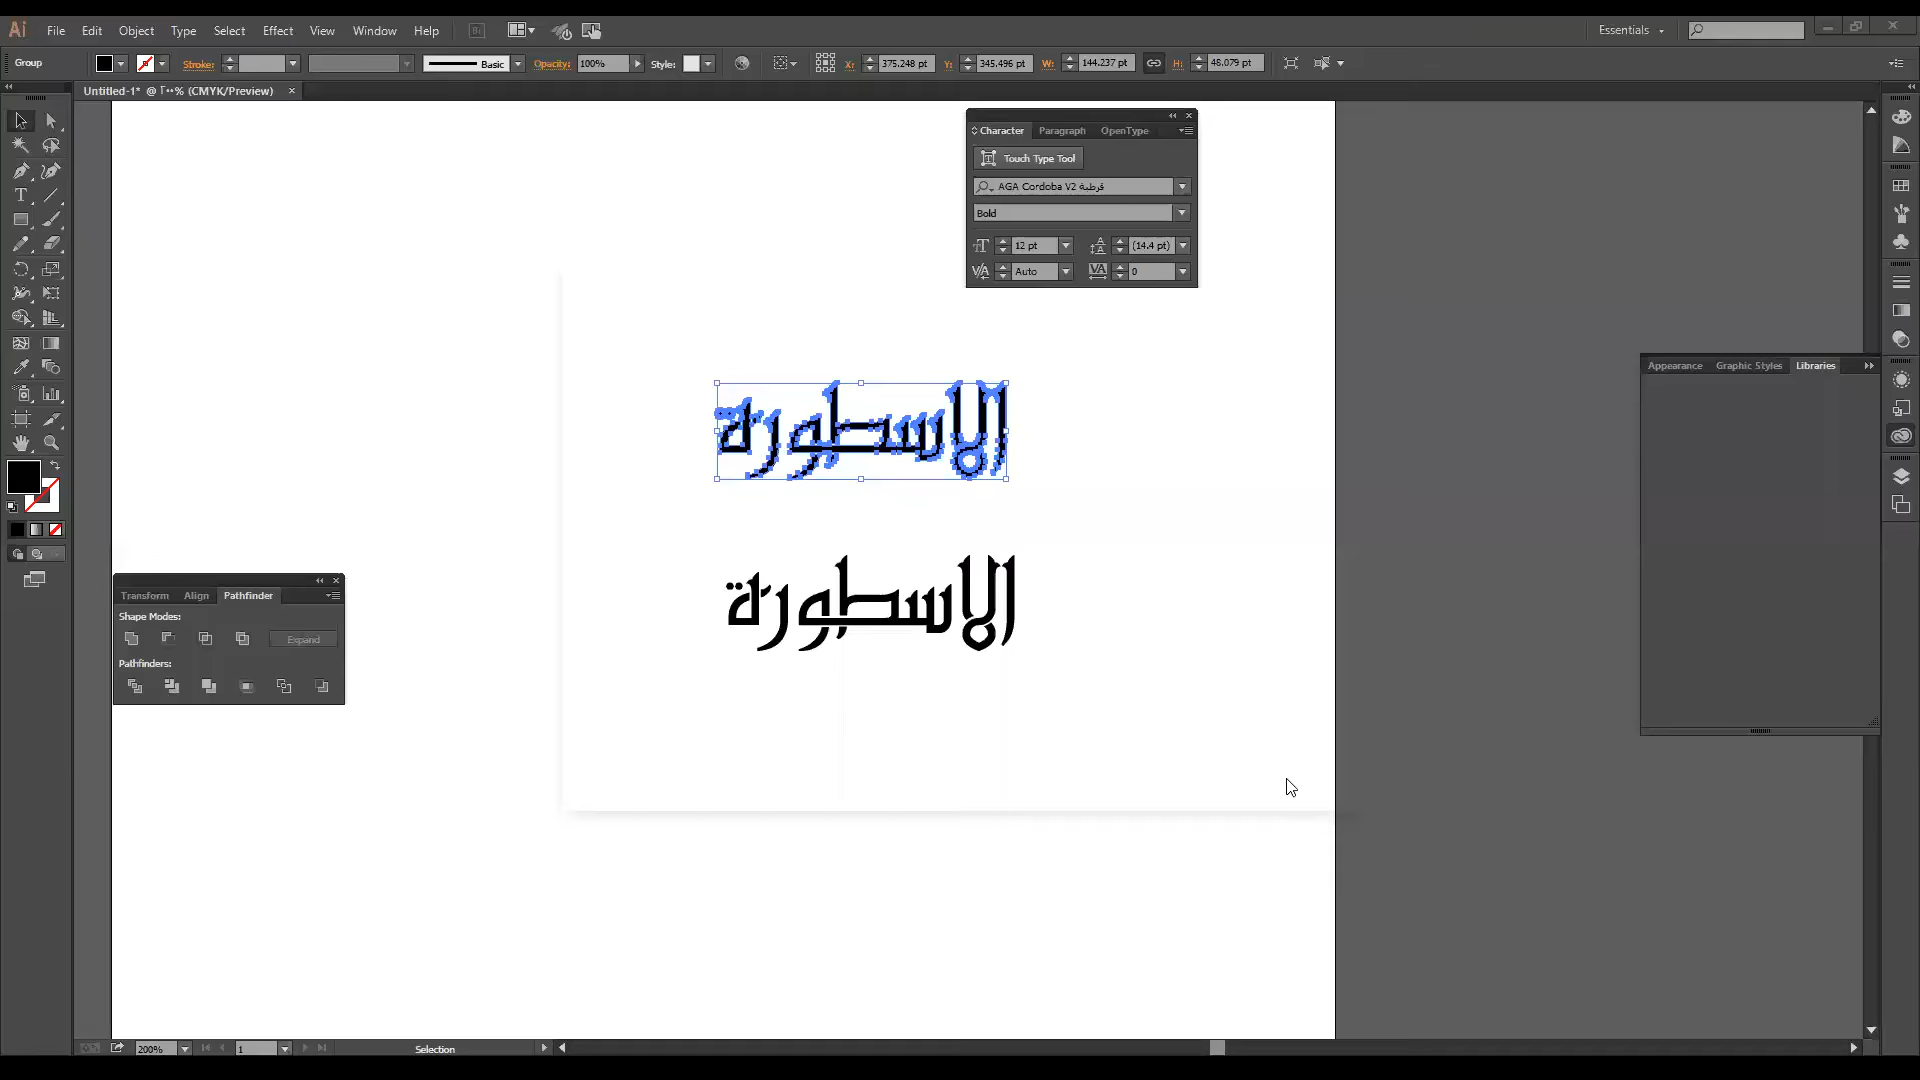 Ai File Edit Object Type Select Effect View Window Help Br Essentials
Group Stroke: Basic Opacity: 100% Style: X: 375.248 pt Y: 345.496 pt W: 144.237 pt H: 48.079 pt
Untitled-1* @ ٢٠٠% (CMYK/Preview) ×
Character Paragraph OpenType
Touch Type Tool
AGA Cordoba V2 قرطبة
Bold
12 pt (14.4 pt)
Auto 0
Appearance Graphic Styles Libraries
الاسطورة
الاسطورة
Transform Align Pathfinder
Shape Modes:
Expand
Pathfinders:
200% 1 Selection